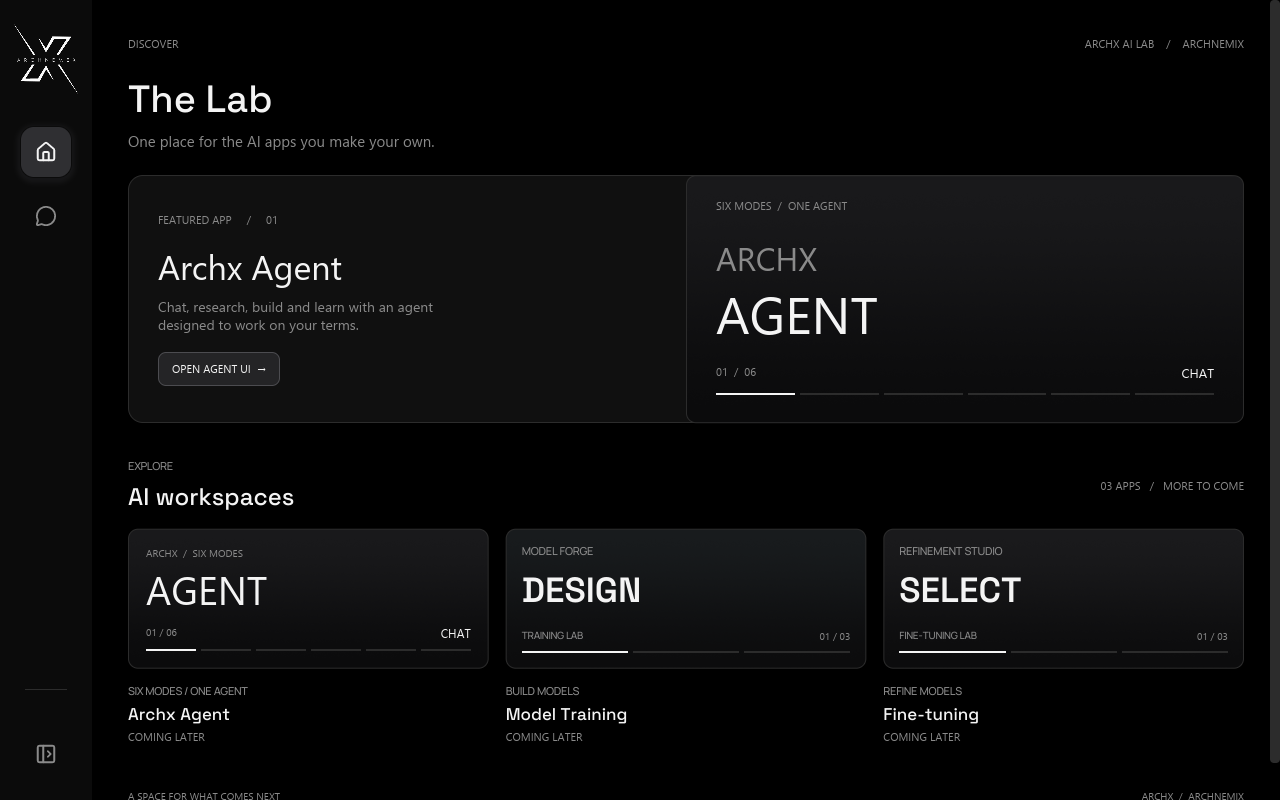 ARCHNEMIX
DISCOVER
ARCHX AI LAB / ARCHNEMIX
The Lab
One place for the AI apps you make your own.
FEATURED APP / 01
Archx Agent
Chat, research, build and learn with an agent
designed to work on your terms.
OPEN AGENT UI →
SIX MODES / ONE AGENT
ARCHX
AGENT
01 / 06
CHAT
EXPLORE
AI workspaces
03 APPS / MORE TO COME
ARCHX / SIX MODES
AGENT
01 / 06
CHAT
SIX MODES / ONE AGENT
Archx Agent
COMING LATER
MODEL FORGE
DESIGN
TRAINING LAB
01 / 03
BUILD MODELS
Model Training
COMING LATER
REFINEMENT STUDIO
SELECT
FINE-TUNING LAB
01 / 03
REFINE MODELS
Fine-tuning
COMING LATER
A SPACE FOR WHAT COMES NEXT
ARCHX / ARCHNEMIX